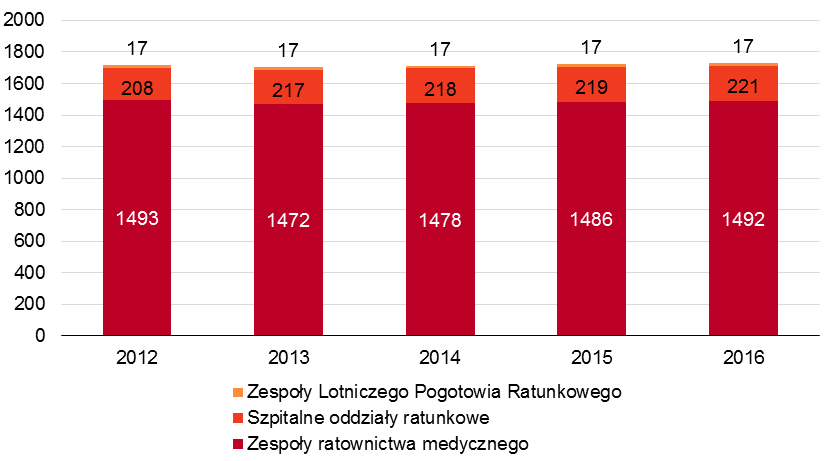 2000
1800
1600
1400
1200
1000
800
600
400
200
0
17 17 17 17 17
208 217 218 219 221
1493 1472 1478 1486 1492
2012 2013 2014 2015 2016
Zespoły Lotniczego Pogotowia Ratunkowego
Szpitalne oddziały ratunkowe
Zespoły ratownictwa medycznego